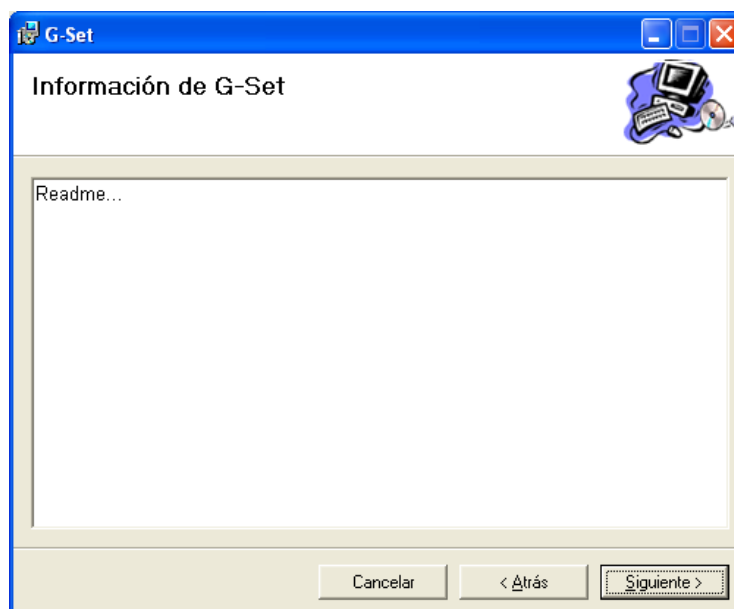 G-Set
Información de G-Set
Readme...
Cancelar
< Atrás
Siguiente >